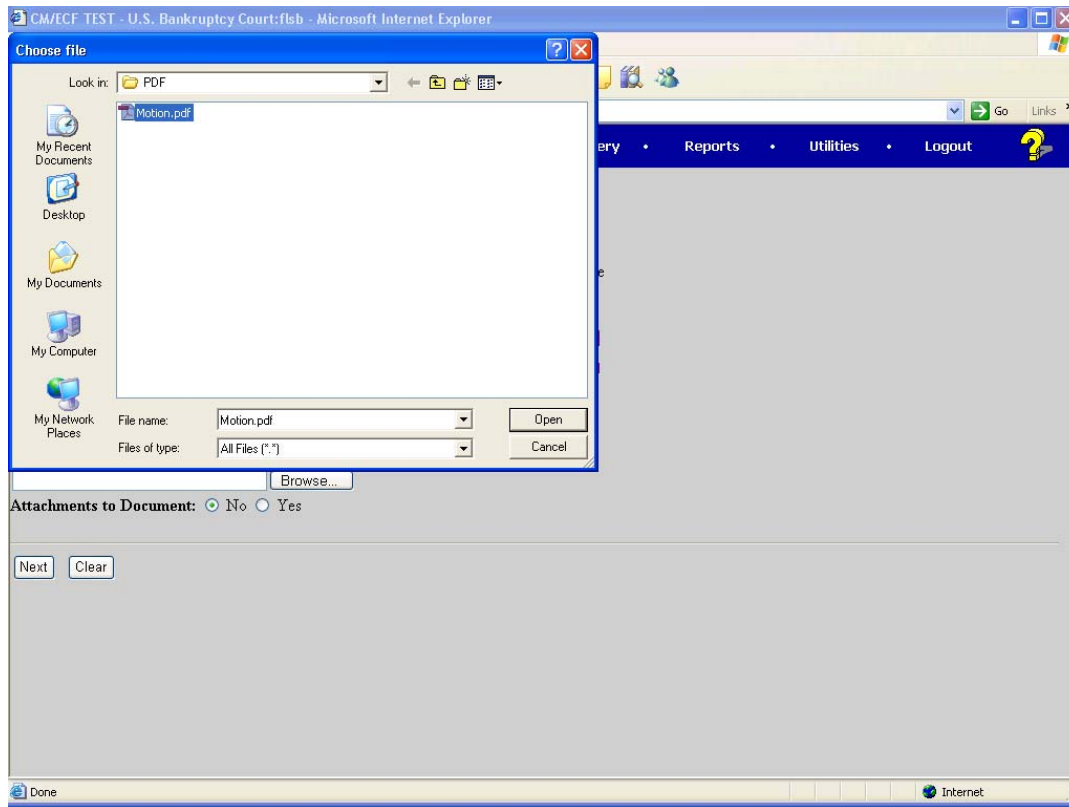 CM/ECF TEST - U.S. Bankruptcy Court:flsb - Microsoft Internet Explorer
Choose file
Look in: PDF
Motion.pdf
My Recent Documents
Desktop
My Documents
My Computer
My Network Places
File name: Motion.pdf Open
Files of type: All Files (*.*) Cancel
Go Links
ery • Reports • Utilities • Logout ?
e
Browse...
Attachments to Document: No Yes
Next Clear
Done Internet